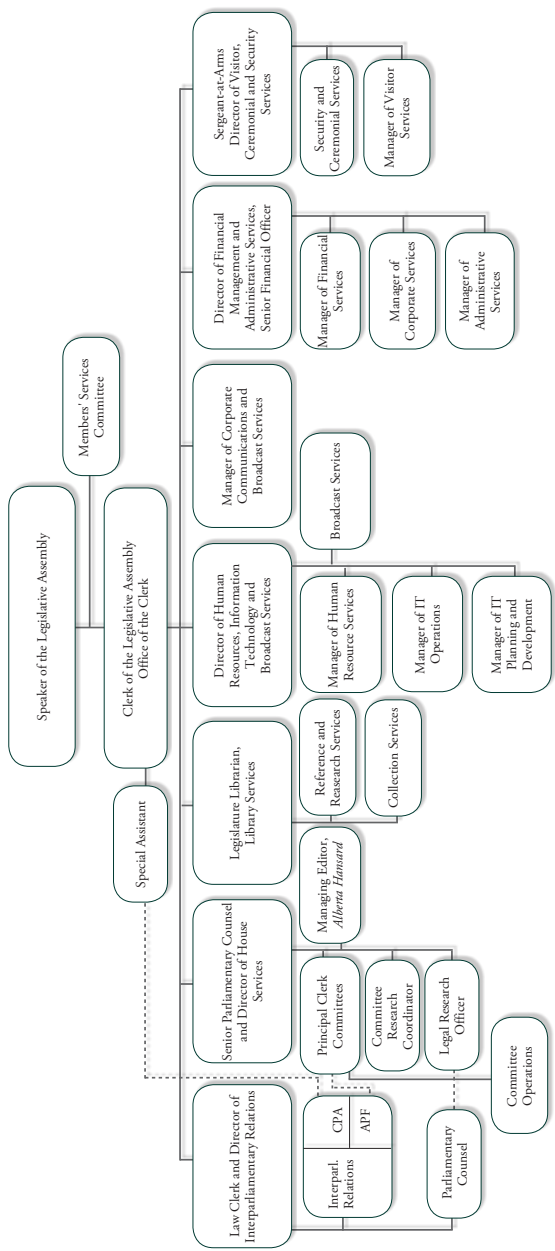 Speaker of the Legislative Assembly
Members' Services
Committee
Clerk of the Legislative Assembly
Office of the Clerk
Special Assistant
Law Clerk and Director of
Interparliamentary Relations
Senior Parliamentary Counsel
and Director of House
Services
Legislature Librarian,
Library Services
Director of Human
Resources, Information
Technology and
Broadcast Services
Manager of Corporate
Communications and
Broadcast Services
Director of Financial
Management and
Administrative Services,
Senior Financial Officer
Sergeant-at-Arms
Director of Visitor,
Ceremonial and Security
Services
Interparl.
Relations
CPA
APF
Parliamentary
Counsel
Principal Clerk
Committees
Managing Editor,
Alberta Hansard
Committee
Research
Coordinator
Legal Research
Officer
Committee
Operations
Reference and
Reasearch Services
Collection Services
Manager of Human
Resource Services
Broadcast Services
Manager of IT
Operations
Manager of IT
Planning and
Development
Manager of Financial
Services
Manager of
Corporate Services
Manager of
Administrative
Services
Security and
Ceremonial Services
Manager of Visitor
Services